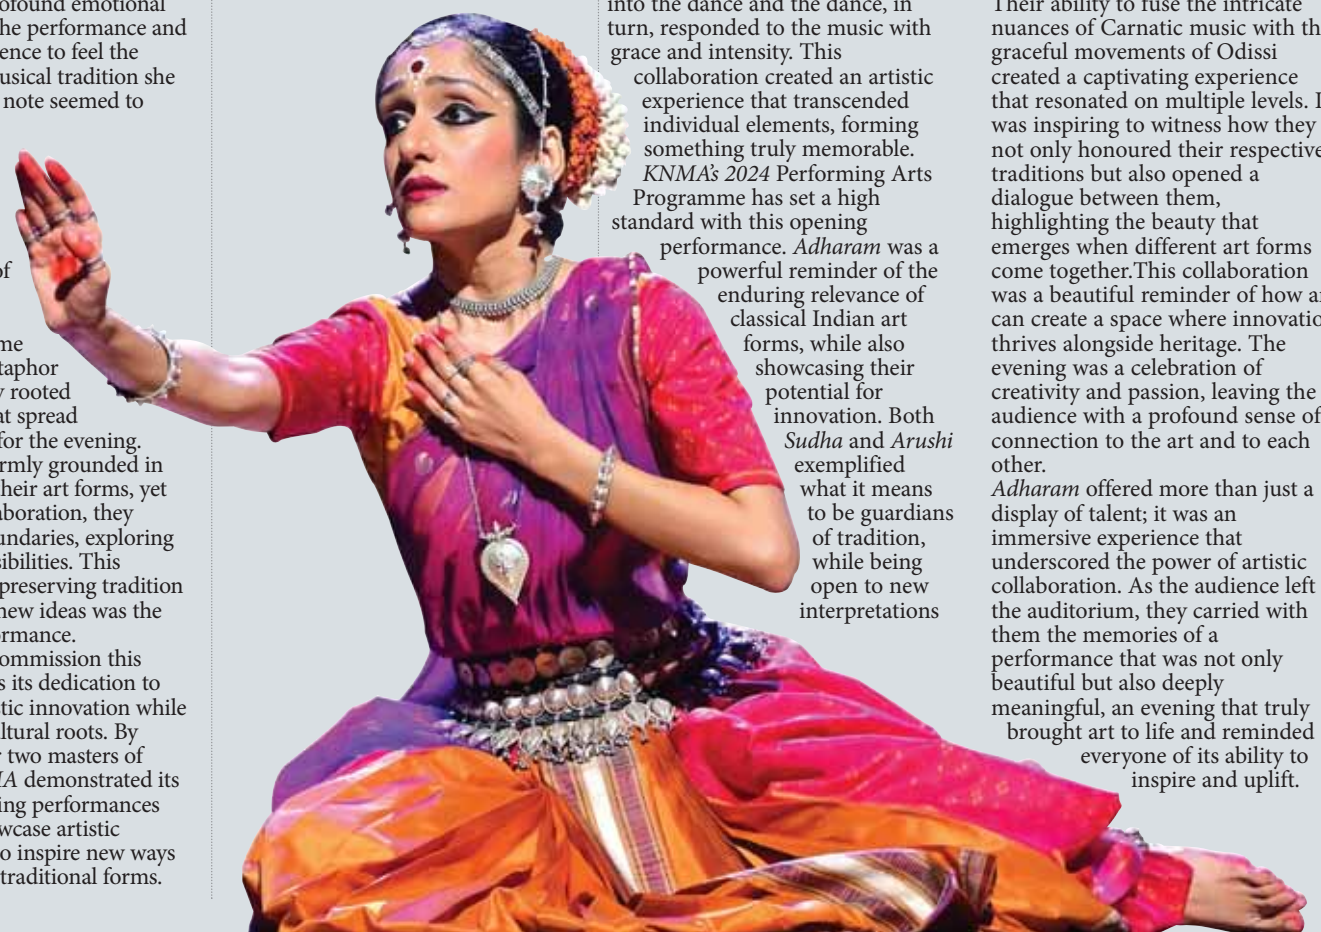 ofound emotional
he performance and
ence to feel the
usical tradition she
note seemed to
of
me
taphor
y rooted
at spread
for the evening.
rmly grounded in
heir art forms, yet
aboration, they
undaries, exploring
sibilities. This
preserving tradition
new ideas was the
ormance.
ommission this
s its dedication to
stic innovation while
ltural roots. By
r two masters of
IA demonstrated its
ing performances
wcase artistic
o inspire new ways
traditional forms.
into the dance and the dance, in
turn, responded to the music with
grace and intensity. This
collaboration created an artistic
experience that transcended
individual elements, forming
something truly memorable.
KNMA's 2024 Performing Arts
Programme has set a high
standard with this opening
performance. Adharam was a
powerful reminder of the
enduring relevance of
classical Indian art
forms, while also
showcasing their
potential for
innovation. Both
Sudha and Arushi
exemplified
what it means
to be guardians
of tradition,
while being
open to new
interpretations
Their ability to fuse the intricate
nuances of Carnatic music with th
graceful movements of Odissi
created a captivating experience
that resonated on multiple levels. I
was inspiring to witness how they
not only honoured their respective
traditions but also opened a
dialogue between them,
highlighting the beauty that
emerges when different art forms
come together.This collaboration
was a beautiful reminder of how a
can create a space where innovatio
thrives alongside heritage. The
evening was a celebration of
creativity and passion, leaving the
audience with a profound sense of
connection to the art and to each
other.
Adharam offered more than just a
display of talent; it was an
immersive experience that
underscored the power of artistic
collaboration. As the audience left
the auditorium, they carried with
them the memories of a
performance that was not only
beautiful but also deeply
meaningful, an evening that truly
brought art to life and reminded
everyone of its ability to
inspire and uplift.